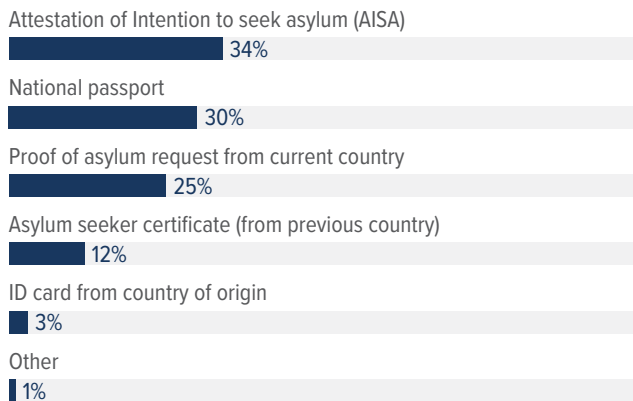 Attestation of Intention to seek asylum (AISA)
34%
National passport
30%
Proof of asylum request from current country
25%
Asylum seeker certificate (from previous country)
12%
ID card from country of origin
3%
Other
1%